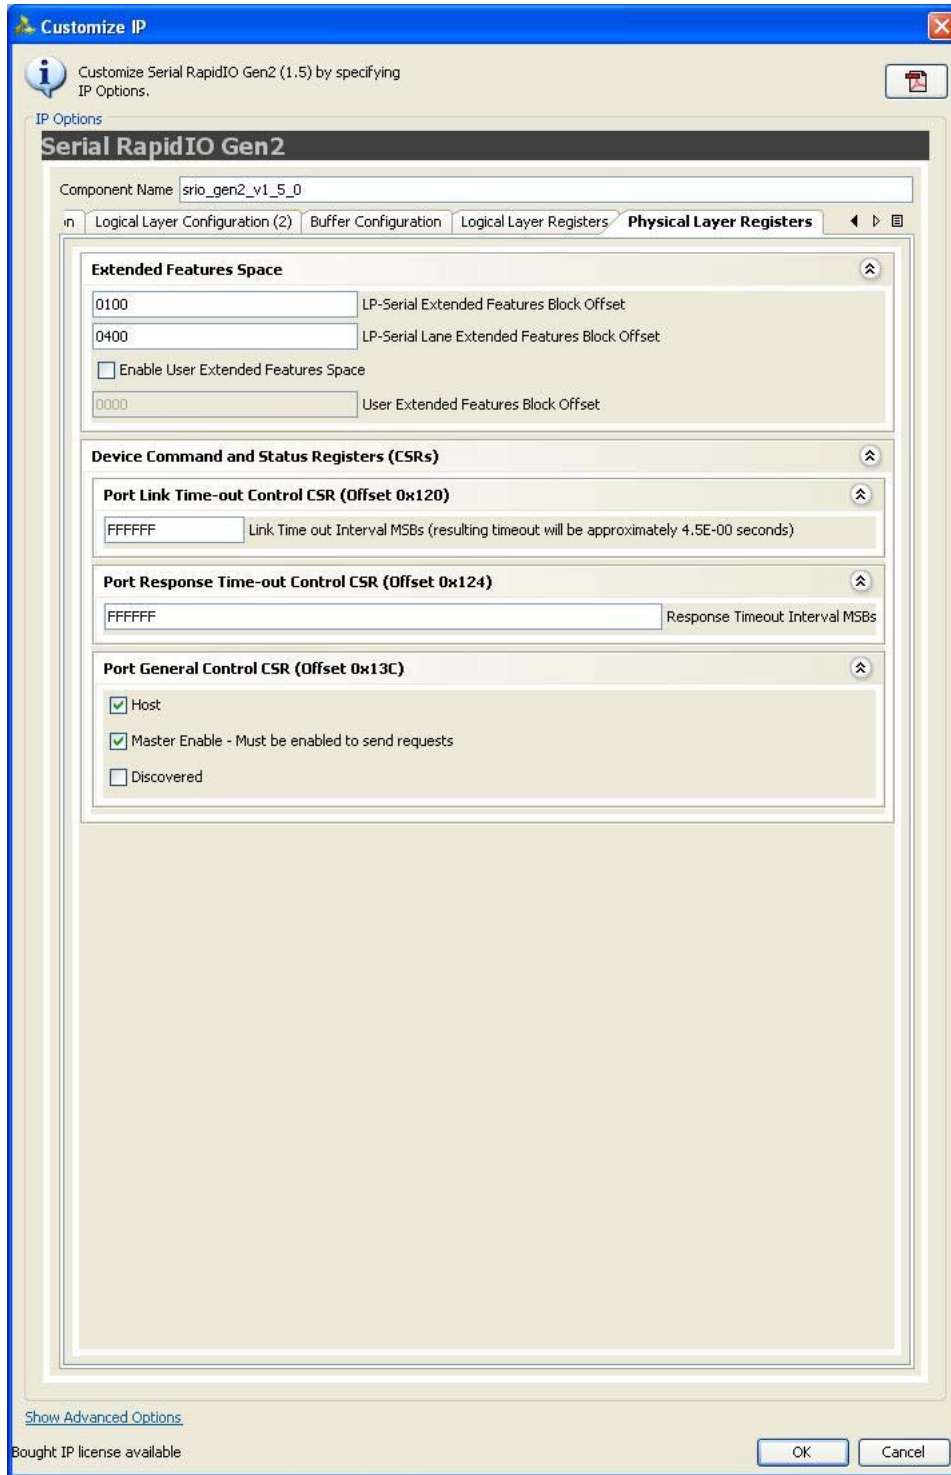 Customize IP
Customize Serial RapidIO Gen2 (1.5) by specifying
IP Options.
IP Options
Serial RapidIO Gen2
Component Name srio_gen2_v1_5_0
on Logical Layer Configuration (2) Buffer Configuration Logical Layer Registers Physical Layer Registers
Extended Features Space
0100 LP-Serial Extended Features Block Offset
0400 LP-Serial Lane Extended Features Block Offset
Enable User Extended Features Space
0000 User Extended Features Block Offset
Device Command and Status Registers (CSRs)
Port Link Time-out Control CSR (Offset 0x120)
FFFFFF Link Time out Interval MSBs (resulting timeout will be approximately 4.5E-00 seconds)
Port Response Time-out Control CSR (Offset 0x124)
FFFFFF Response Timeout Interval MSBs
Port General Control CSR (Offset 0x13C)
Host
Master Enable - Must be enabled to send requests
Discovered
Show Advanced Options
Bought IP license available OK Cancel